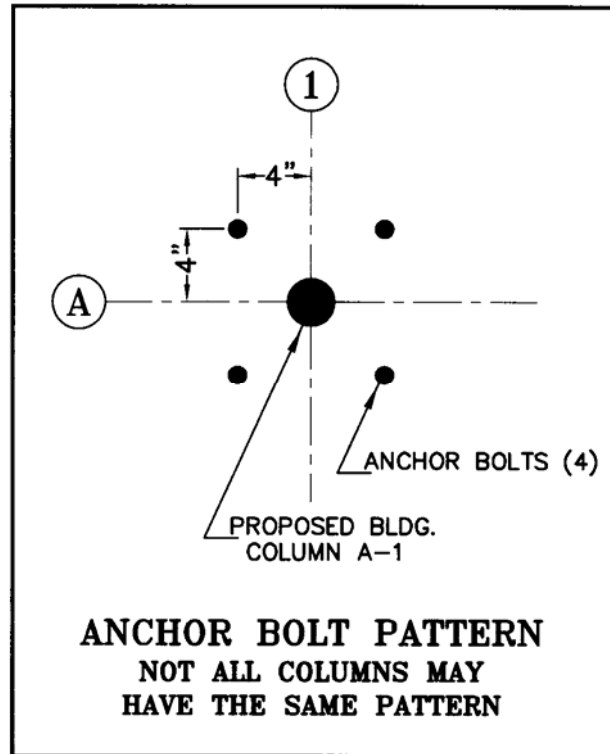 1
4"
4"
A
ANCHOR BOLTS (4)
PROPOSED BLDG.
COLUMN A-1
ANCHOR BOLT PATTERN
NOT ALL COLUMNS MAY
HAVE THE SAME PATTERN